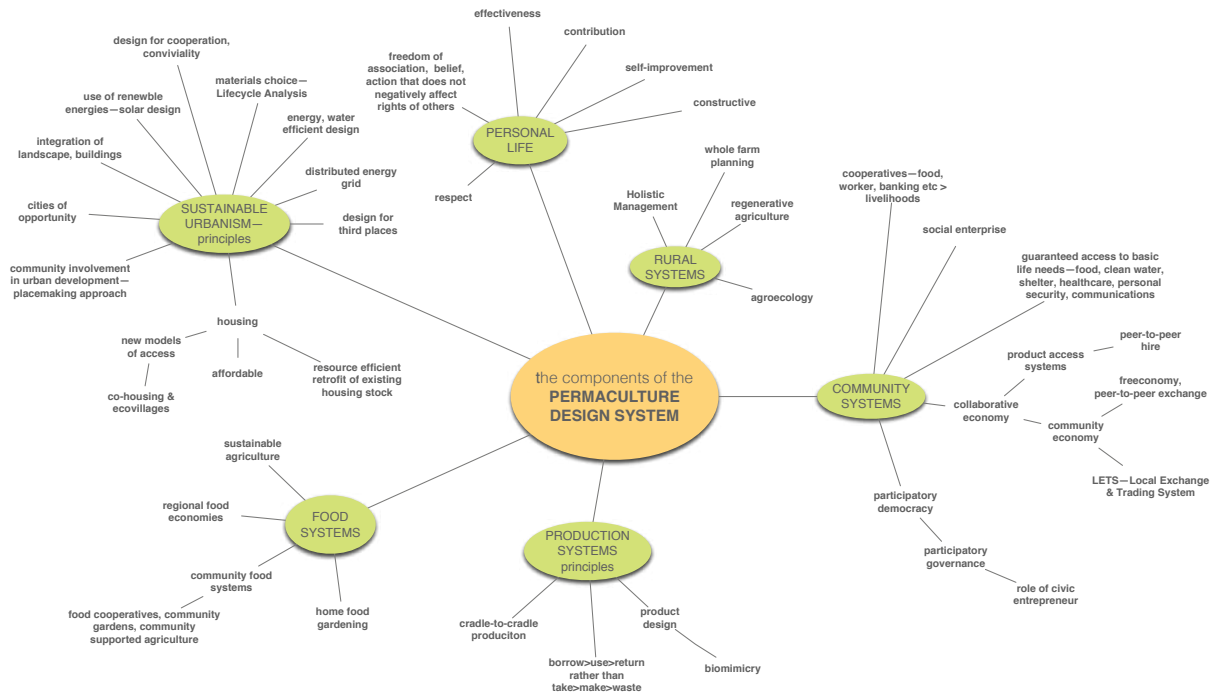 effectiveness
contribution
self-improvement
constructive
freedom of
association, belief,
action that does not
negatively affect
rights of others
respect
PERSONAL
LIFE
design for cooperation,
conviviality
materials choice—
Lifecycle Analysis
use of renewble
energies—solar design
energy, water
efficient design
integration of
landscape, buildings
distributed energy
grid
cities of
opportunity
design for
third places
SUSTAINABLE
URBANISM—
principles
community involvement
in urban development—
placemaking approach
housing
new models
of access
affordable
resource efficient
retrofit of existing
housing stock
co-housing &
ecovillages
whole farm
planning
Holistic
Management
regenerative
agriculture
RURAL
SYSTEMS
agroecology
cooperatives—food,
worker, banking etc >
livelihoods
social enterprise
guaranteed access to basic
life needs—food, clean water,
shelter, healthcare, personal
security, communications
peer-to-peer
hire
product access
systems
freeconomy,
peer-to-peer exchange
COMMUNITY
SYSTEMS
collaborative
economy
community
economy
LETS—Local Exchange
& Trading System
participatory
democracy
participatory
governance
role of civic
entrepreneur
the components of the
PERMACULTURE
DESIGN SYSTEM
sustainable
agriculture
regional food
economies
FOOD
SYSTEMS
community food
systems
food cooperatives, community
gardens, community
supported agriculture
home food
gardening
PRODUCTION
SYSTEMS
principles
cradle-to-cradle
produciton
product
design
borrow>use>return
rather than
take>make>waste
biomimicry